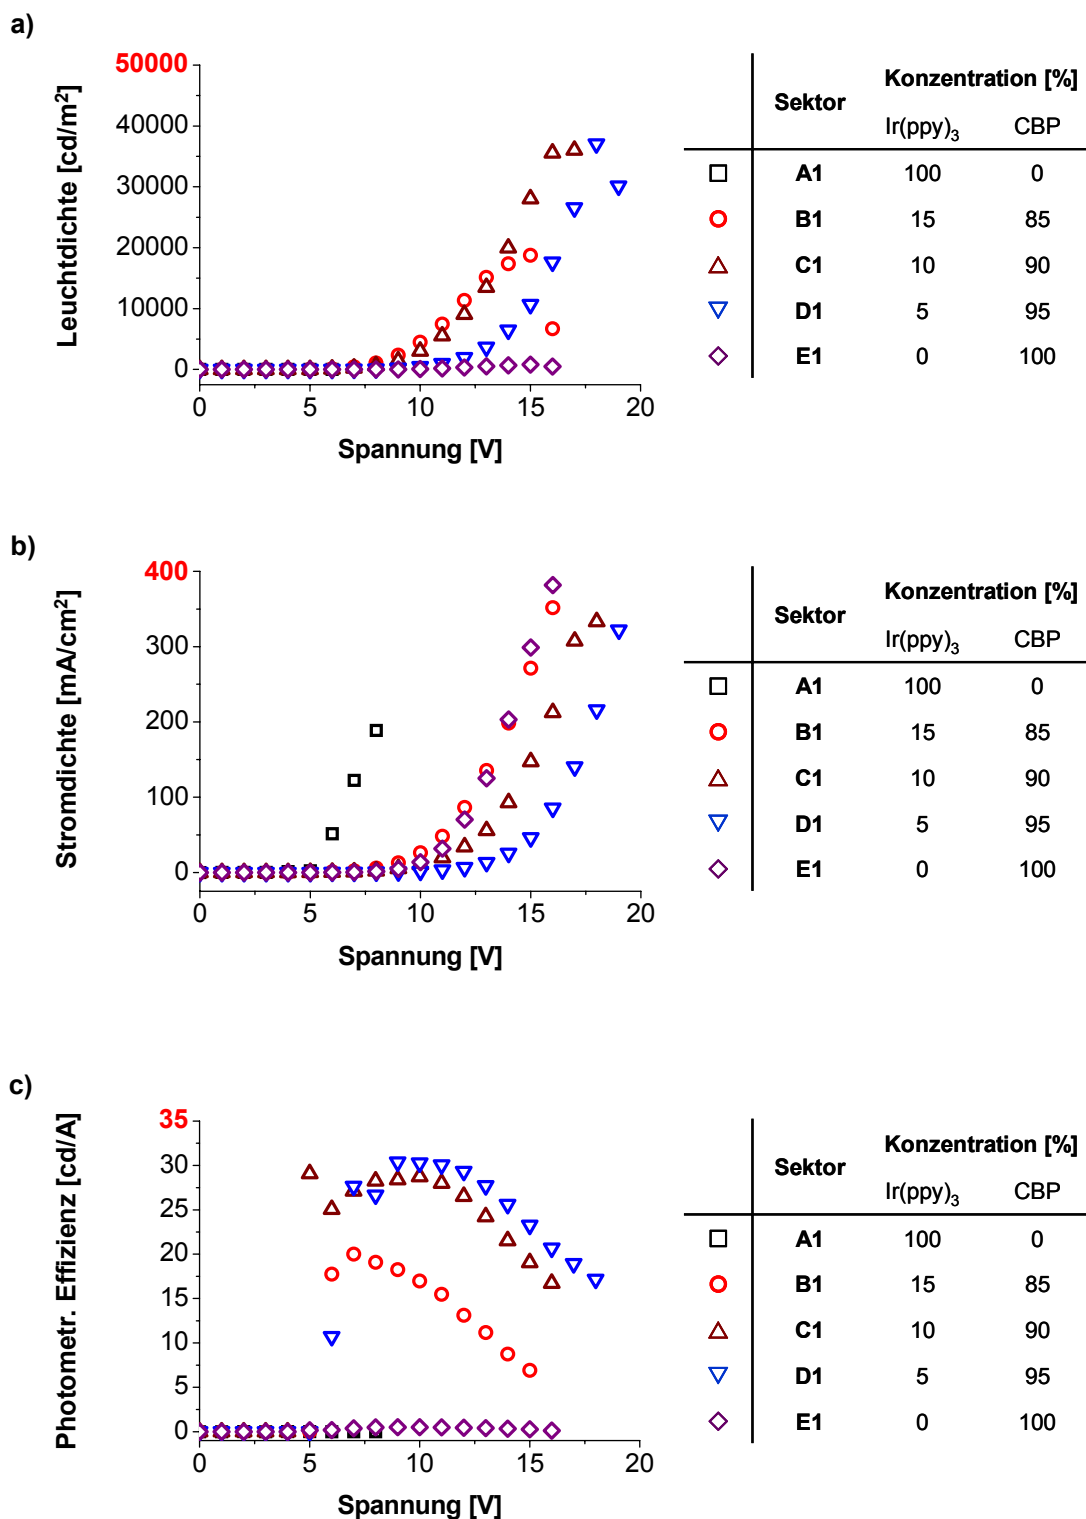 a)
Leuchtdichte [cd/m²]
50000
40000
30000
20000
10000
0
0 5 10 15 20
Spannung [V]
Sektor Konzentration [%]
Ir(ppy)₃ CBP
A1 100 0
B1 15 85
C1 10 90
D1 5 95
E1 0 100
b)
Stromdichte [mA/cm²]
400
300
200
100
0
0 5 10 15 20
Spannung [V]
Sektor Konzentration [%]
Ir(ppy)₃ CBP
A1 100 0
B1 15 85
C1 10 90
D1 5 95
E1 0 100
c)
Photometr. Effizienz [cd/A]
35
30
25
20
15
10
5
0
0 5 10 15 20
Spannung [V]
Sektor Konzentration [%]
Ir(ppy)₃ CBP
A1 100 0
B1 15 85
C1 10 90
D1 5 95
E1 0 100